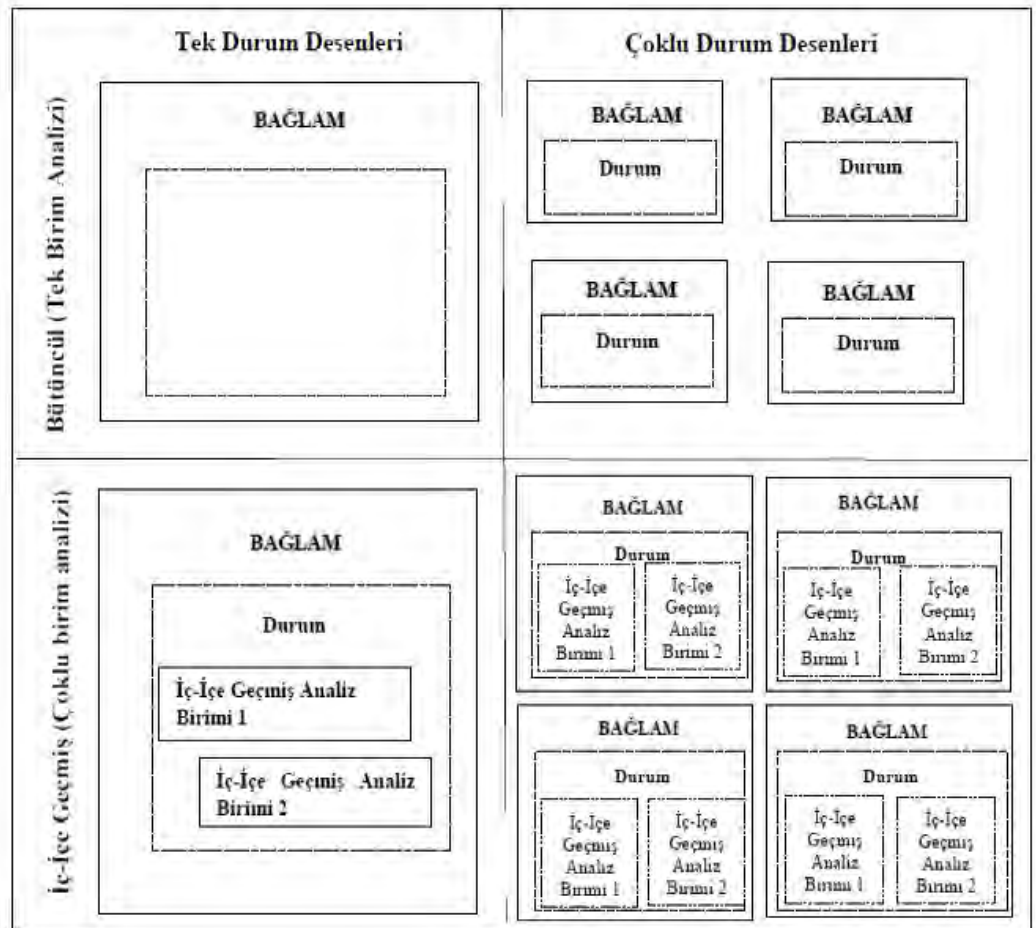 Tek Durum Desenleri
Çoklu Durum Desenleri
Bütüncül (Tek Birim Analizi)
BAĞLAM
BAĞLAM
Durum
BAĞLAM
Durum
BAĞLAM
Durum
BAĞLAM
Durum
İç-İçe Geçmiş (Çoklu birim analizi)
BAĞLAM
Durum
İç-İçe Geçmiş Analiz
Birimi 1
İç-İçe Geçmiş Analiz
Birimi 2
BAĞLAM
Durum
İç-İçe
Geçmiş
Analiz
Birimi 1
İç-İçe
Geçmiş
Analiz
Birimi 2
BAĞLAM
Durum
İç-İçe
Geçmiş
Analiz
Birimi 1
İç-İçe
Geçmiş
Analiz
Birimi 2
BAĞLAM
Durum
İç-İçe
Geçmiş
Analiz
Birimi 1
İç-İçe
Geçmiş
Analiz
Birimi 2
BAĞLAM
Durum
İç-İçe
Geçmiş
Analiz
Birimi 1
İç-İçe
Geçmiş
Analiz
Birimi 2